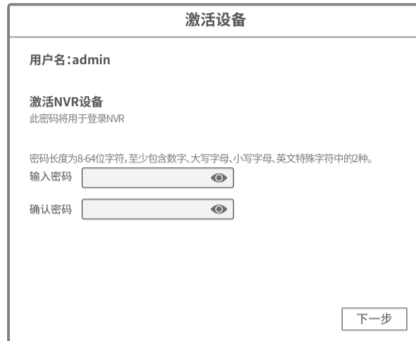 激活设备
用户名:admin
激活NVR设备
此密码将用于登录NVR
密码长度为8-64位字符,至少包含数字、大写字母、小写字母、英文特殊字符中的2种。
输入密码
确认密码
下一步